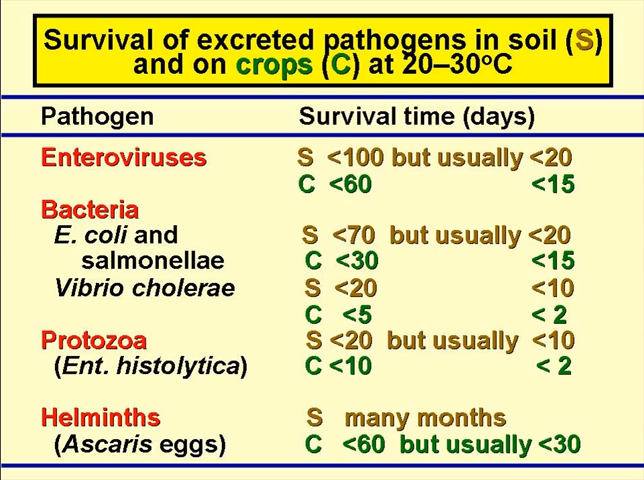 Survival of excreted pathogens in soil (S)
and on crops (C) at 20–30ºC
Pathogen Survival time (days)
Enteroviruses S <100 but usually <20
C <60 <15
Bacteria
E. coli and S <70 but usually <20
salmonellae C <30 <15
Vibrio cholerae S <20 <10
C <5 < 2
Protozoa S <20 but usually <10
(Ent. histolytica) C <10 < 2
Helminths S many months
(Ascaris eggs) C <60 but usually <30